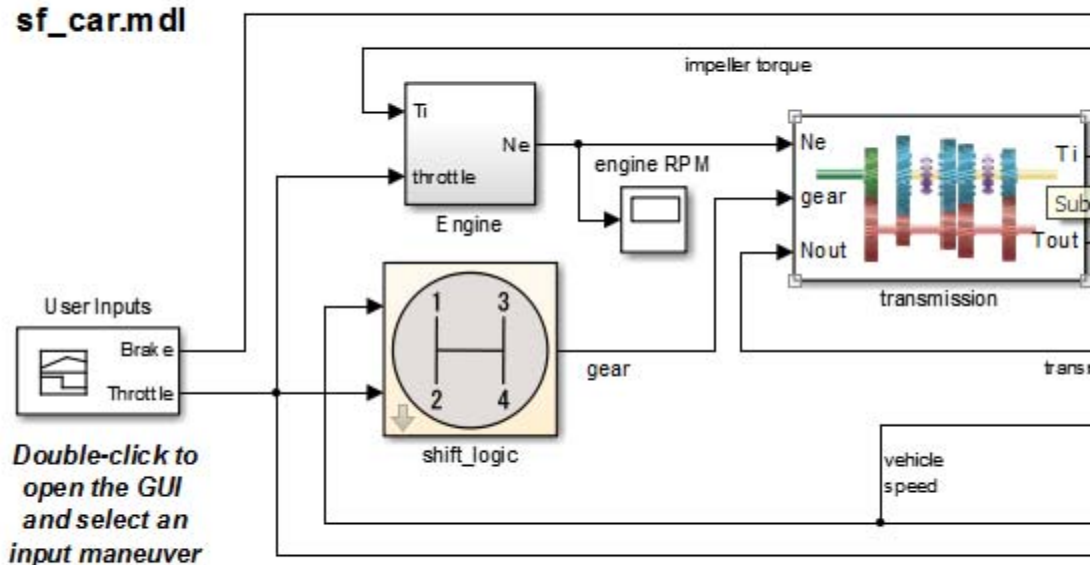 sf_car.mdl
impeller torque
Ti
Ne
throttle
Engine
engine RPM
Ne
gear
Nout
Ti
Sub
Tout
transmission
User Inputs
Brake
Throttle
1
3
2
4
shift_logic
gear
vehicle
speed
Double-click to
open the GUI
and select an
input maneuver